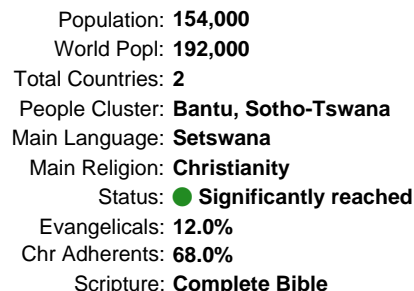 Population: 154,000
World Popl: 192,000
Total Countries: 2
People Cluster: Bantu, Sotho-Tswana
Main Language: Setswana
Main Religion: Christianity
Status: Significantly reached
Evangelicals: 12.0%
Chr Adherents: 68.0%
Scripture: Complete Bible